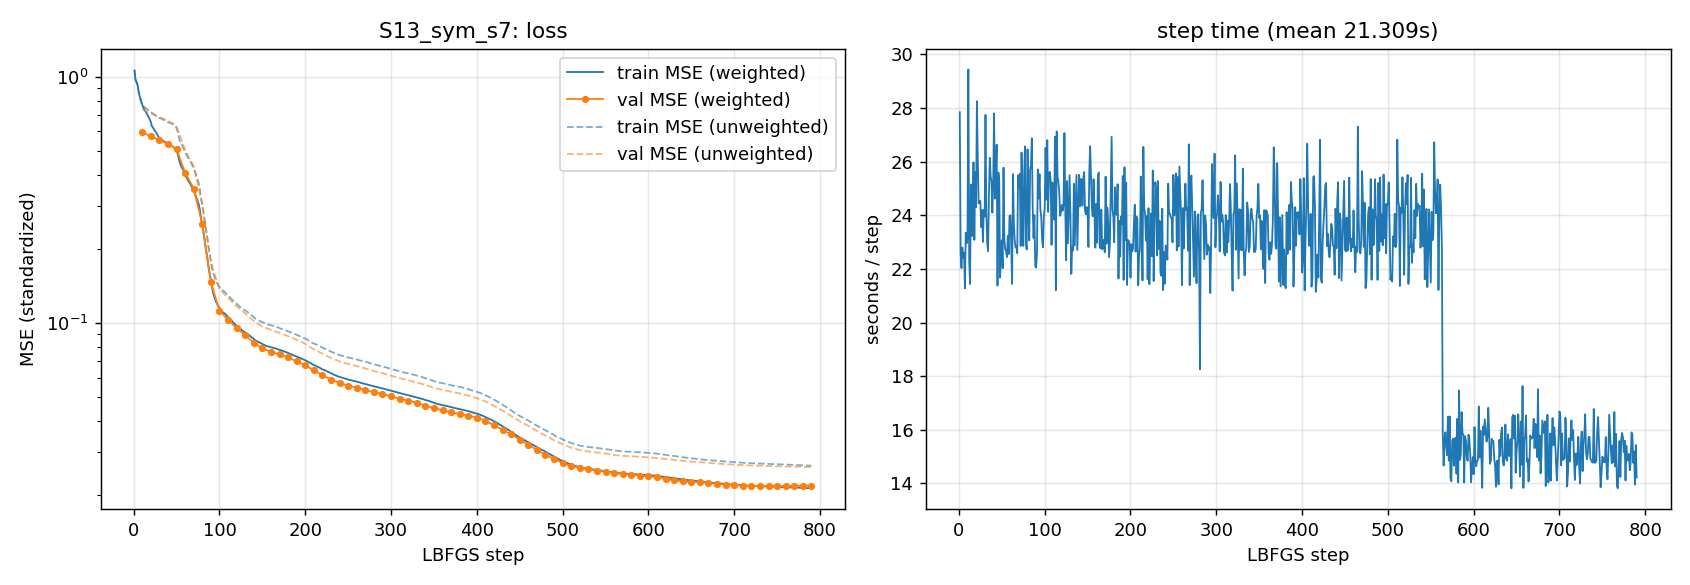 S13_sym_s7: loss
train MSE (weighted)
val MSE (weighted)
train MSE (unweighted)
val MSE (unweighted)
MSE (standardized)
10⁰
10⁻¹
0 100 200 300 400 500 600 700 800
LBFGS step
step time (mean 21.309s)
seconds / step
30
28
26
24
22
20
18
16
14
0 100 200 300 400 500 600 700 800
LBFGS step